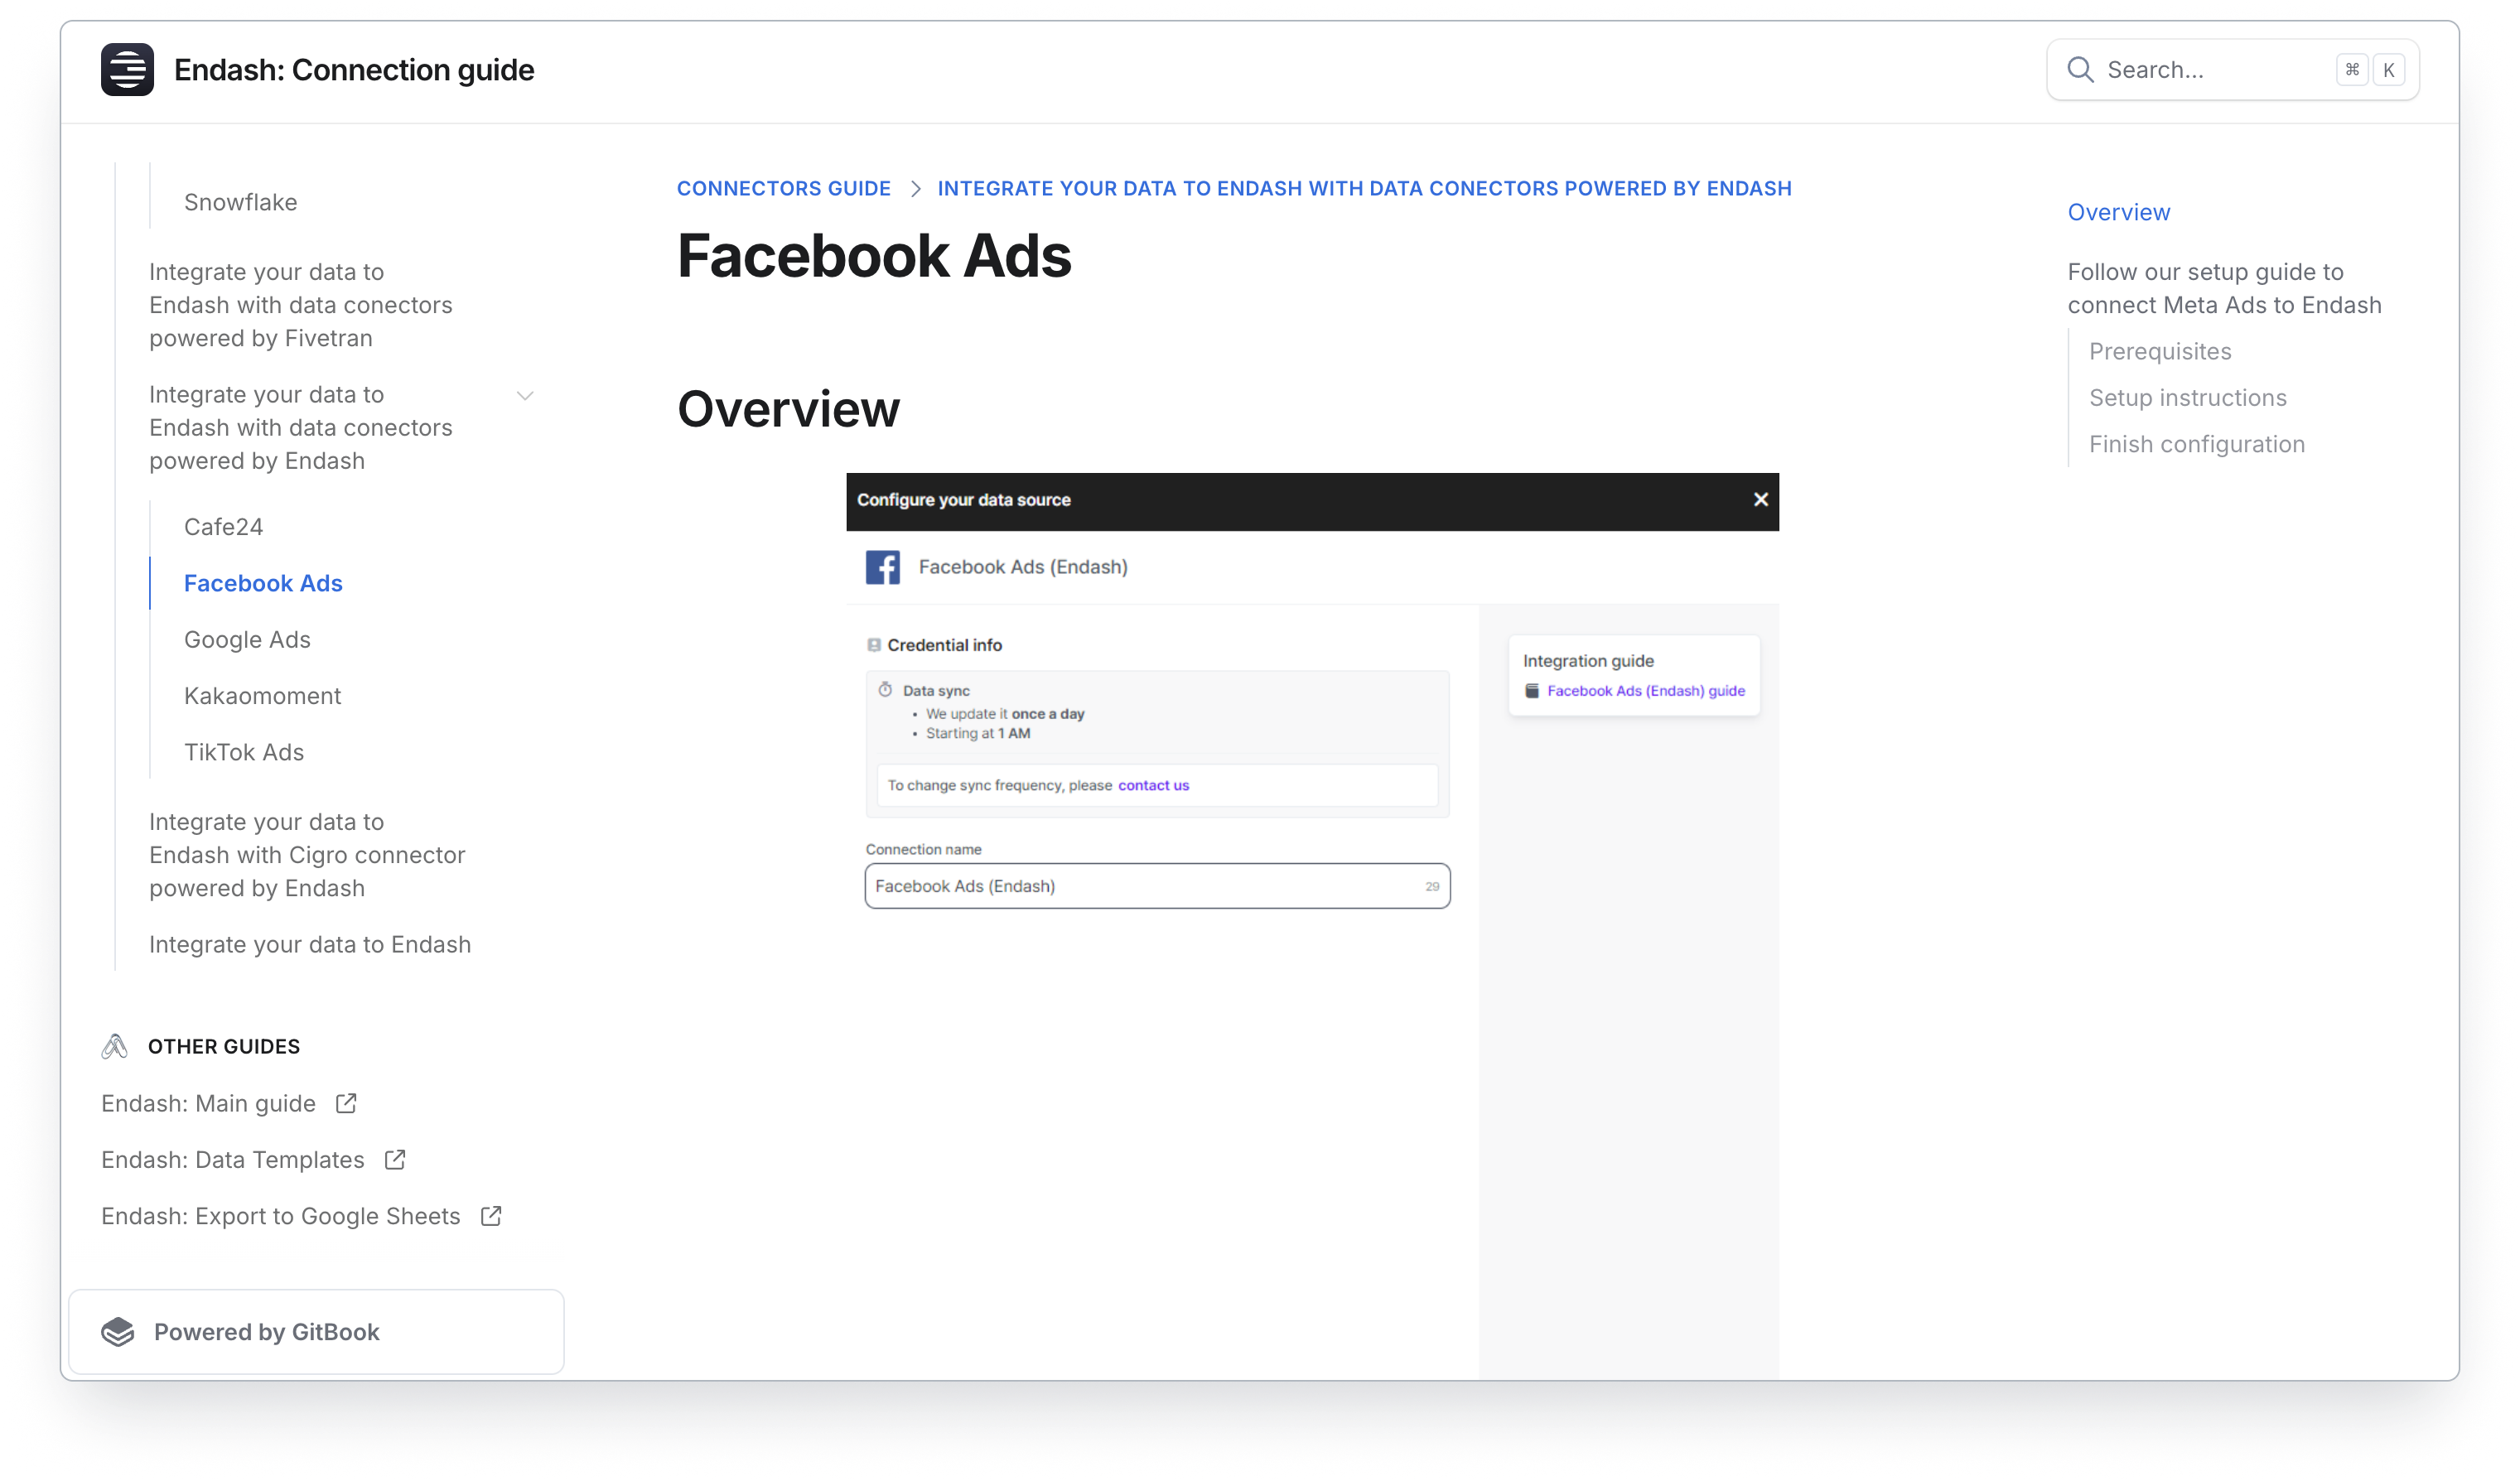 Endash: Connection guide
Search...
⌘ K
Snowflake
Integrate your data to
Endash with data conectors
powered by Fivetran
Integrate your data to
Endash with data conectors
powered by Endash
Cafe24
Facebook Ads
Google Ads
Kakaomoment
TikTok Ads
Integrate your data to
Endash with Cigro connector
powered by Endash
Integrate your data to Endash
OTHER GUIDES
Endash: Main guide
Endash: Data Templates
Endash: Export to Google Sheets
Powered by GitBook
CONNECTORS GUIDE > INTEGRATE YOUR DATA TO ENDASH WITH DATA CONECTORS POWERED BY ENDASH
Facebook Ads
Overview
Configure your data source
Facebook Ads (Endash)
Credential info
Data sync
• We update it once a day
• Starting at 1 AM
To change sync frequency, please contact us
Connection name
Facebook Ads (Endash) 29
Integration guide
Facebook Ads (Endash) guide
Overview
Follow our setup guide to
connect Meta Ads to Endash
Prerequisites
Setup instructions
Finish configuration